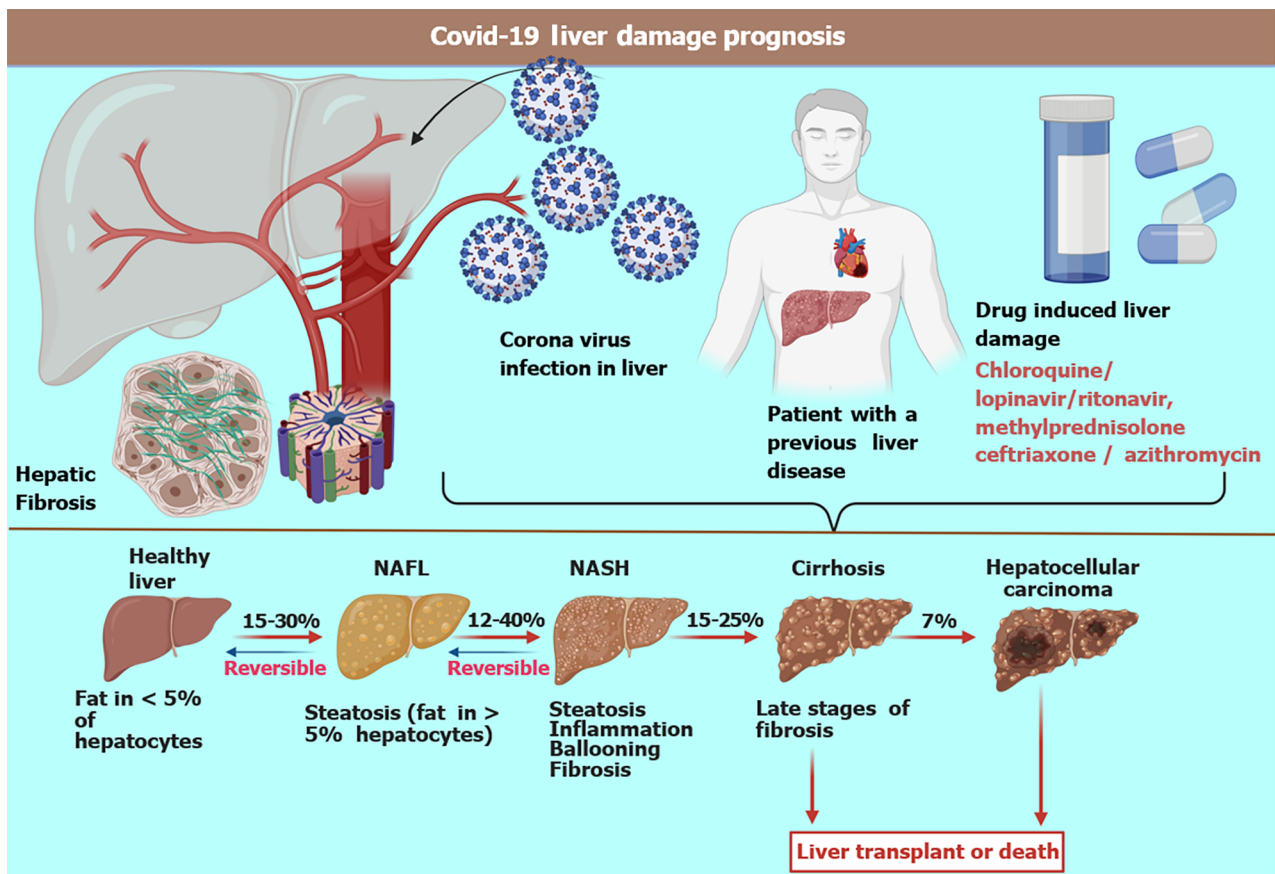 Covid-19 liver damage prognosis
Corona virus
infection in liver
Patient with a
previous liver
disease
Drug induced liver
damage
Chloroquine/
lopinavir/ritonavir,
methylprednisolone
ceftriaxone / azithromycin
Hepatic
Fibrosis
Healthy
liver
NAFL
NASH
Cirrhosis
Hepatocellular
carcinoma
15-30%
12-40%
15-25%
7%
Reversible
Reversible
Fat in < 5%
of
hepatocytes
Steatosis (fat in >
5% hepatocytes)
Steatosis
Inflammation
Ballooning
Fibrosis
Late stages of
fibrosis
Liver transplant or death